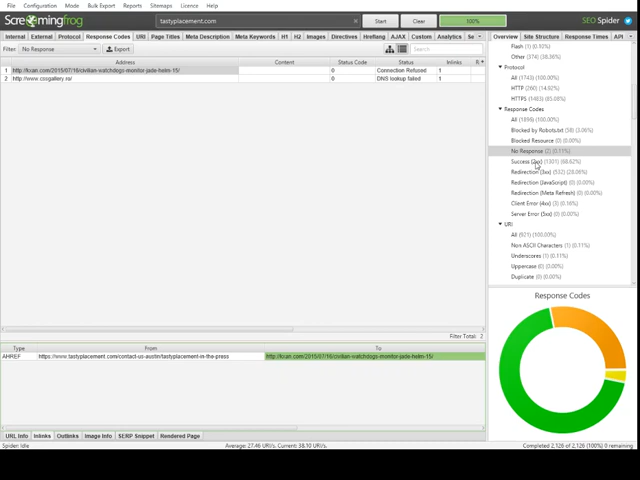 File Configuration Mode Bulk Export Reports Sitemaps Licence Help
Screamingfrog tastyplacement.com Start Clear 100% SEO Spider
Internal External Protocol Response Codes URI Page Titles Meta Description Meta Keywords H1 H2 Images Directives Hreflang AJAX Custom Analytics Se
Filter: No Response Export Search...
Address Content Status Code Status Inlinks
1 http://kxan.com/2015/07/16/civilian-watchdogs-monitor-jade-helm-15/ 0 Connection Refused 1
2 http://www.cssgallery.ro/ 0 DNS lookup failed 1
Filter Total: 2
Type From To
AHREF https://www.tastyplacement.com/contact-us-austin/tastyplacement-in-the-press http://kxan.com/2015/07/16/civilian-watchdogs-monitor-jade-helm-15/
URL Info Inlinks Outlinks Image Info SERP Snippet Rendered Page
Overview Site Structure Response Times API
Flash (1) (0.10%)
Other (374) (38.36%)
Protocol
All (1743) (100.00%)
HTTP (260) (14.92%)
HTTPS (1483) (85.08%)
Response Codes
All (1896) (100.00%)
Blocked by Robots.txt (58) (3.06%)
Blocked Resource (0) (0.00%)
No Response (2) (0.11%)
Success (2xx) (1301) (68.62%)
Redirection (3xx) (532) (28.06%)
Redirection (JavaScript) (0) (0.00%)
Redirection (Meta Refresh) (0) (0.00%)
Client Error (4xx) (3) (0.16%)
Server Error (5xx) (0) (0.00%)
URI
All (921) (100.00%)
Non ASCII Characters (1) (0.11%)
Underscores (1) (0.11%)
Uppercase (0) (0.00%)
Duplicate (0) (0.00%)
Response Codes
Spider: Idle Average: 27.46 URI/s. Current: 38.10 URI/s. Completed 2,126 of 2,126 (100%) 0 remaining